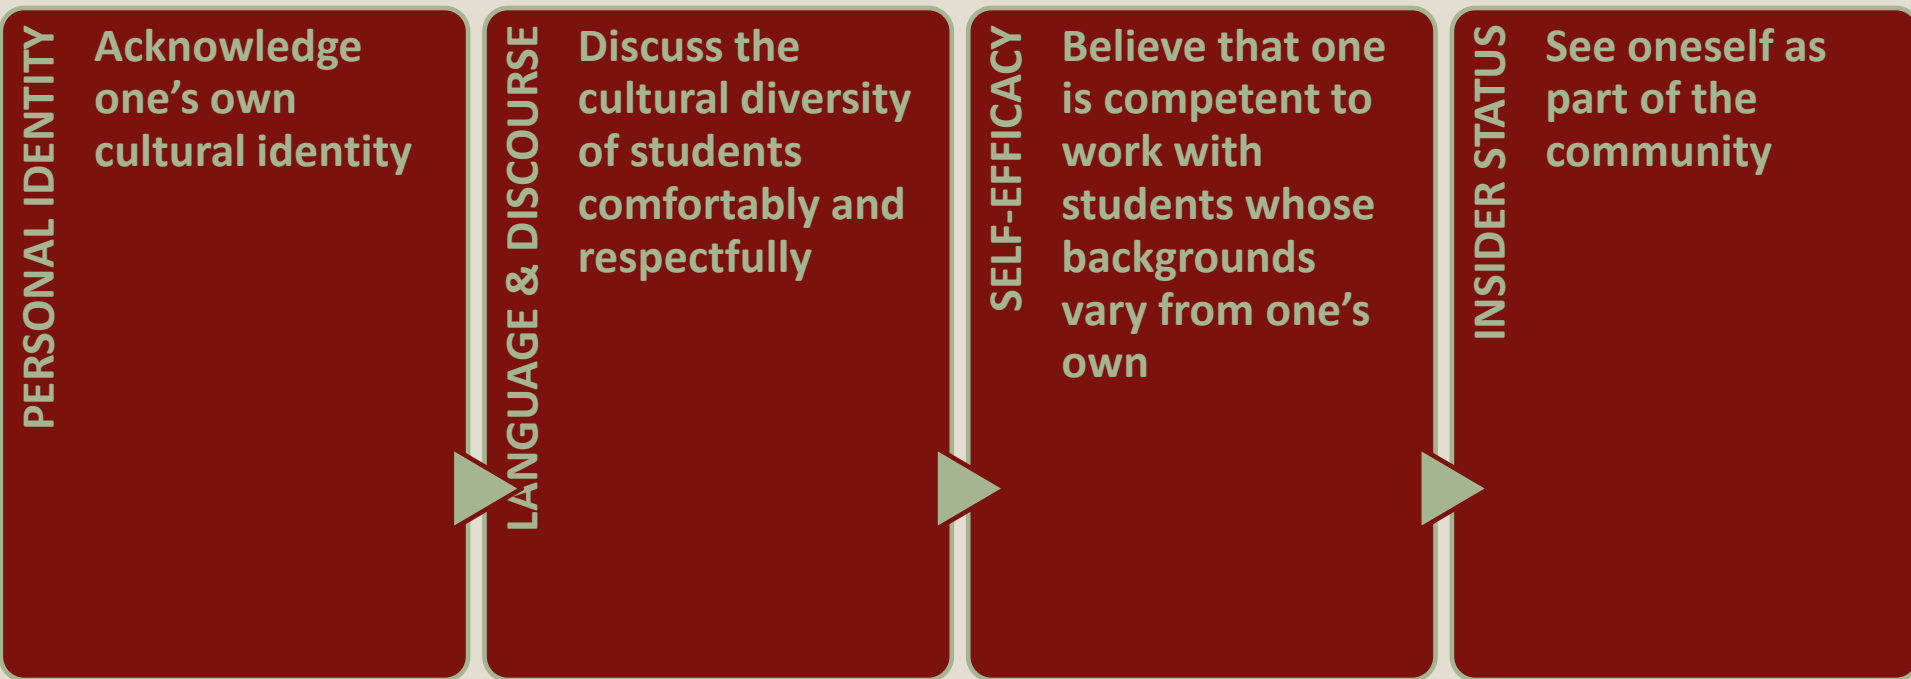 PERSONAL IDENTITY
Acknowledge
one’s own
cultural identity
LANGUAGE & DISCOURSE
Discuss the
cultural diversity
of students
comfortably and
respectfully
SELF-EFFICACY
Believe that one
is competent to
work with
students whose
backgrounds
vary from one’s
own
INSIDER STATUS
See oneself as
part of the
community